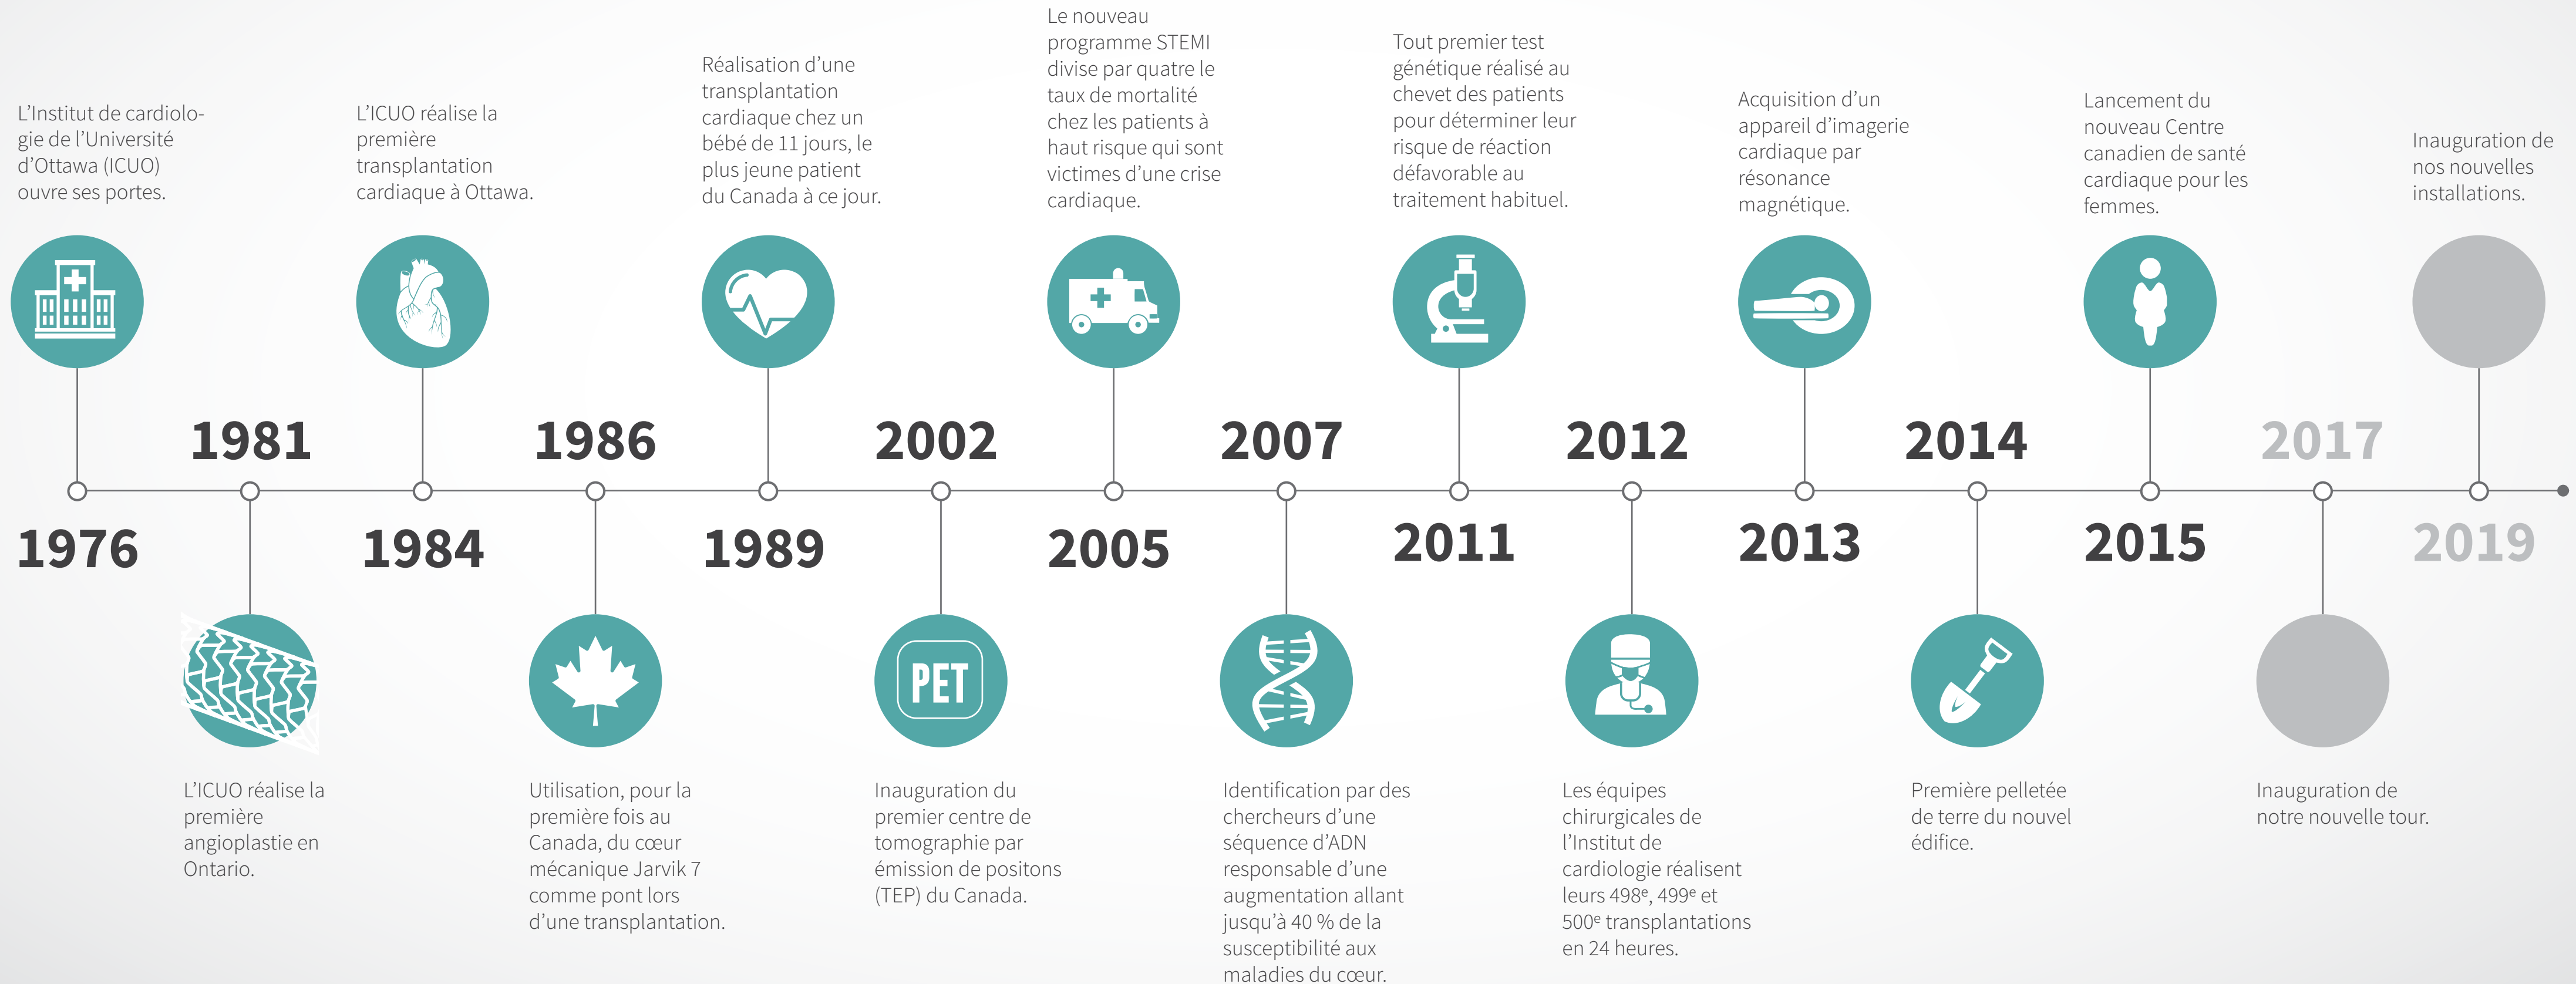 L'Institut de cardiolo-
gie de l'Université
d'Ottawa (ICUO)
ouvre ses portes.
1976
1981
L'ICUO réalise la
première
angioplastie en
Ontario.
L'ICUO réalise la
première
transplantation
cardiaque à Ottawa.
1984
1986
Utilisation, pour la
première fois au
Canada, du cœur
mécanique Jarvik 7
comme pont lors
d'une transplantation.
Réalisation d'une
transplantation
cardiaque chez un
bébé de 11 jours, le
plus jeune patient
du Canada à ce jour.
1989
2002
PET
Inauguration du
premier centre de
tomographie par
émission de positons
(TEP) du Canada.
Le nouveau
programme STEMI
divise par quatre le
taux de mortalité
chez les patients à
haut risque qui sont
victimes d'une crise
cardiaque.
2005
2007
Identification par des
chercheurs d'une
séquence d'ADN
responsable d'une
augmentation allant
jusqu'à 40 % de la
susceptibilité aux
maladies du cœur.
Tout premier test
génétique réalisé au
chevet des patients
pour déterminer leur
risque de réaction
défavorable au
traitement habituel.
2011
2012
Les équipes
chirurgicales de
l'Institut de
cardiologie réalisent
leurs 498e, 499e et
500e transplantations
en 24 heures.
Acquisition d'un
appareil d'imagerie
cardiaque par
résonance
magnétique.
2013
2014
Première pelletée
de terre du nouvel
édifice.
Lancement du
nouveau Centre
canadien de santé
cardiaque pour les
femmes.
2015
2017
Inauguration de
notre nouvelle tour.
Inauguration de
nos nouvelles
installations.
2019